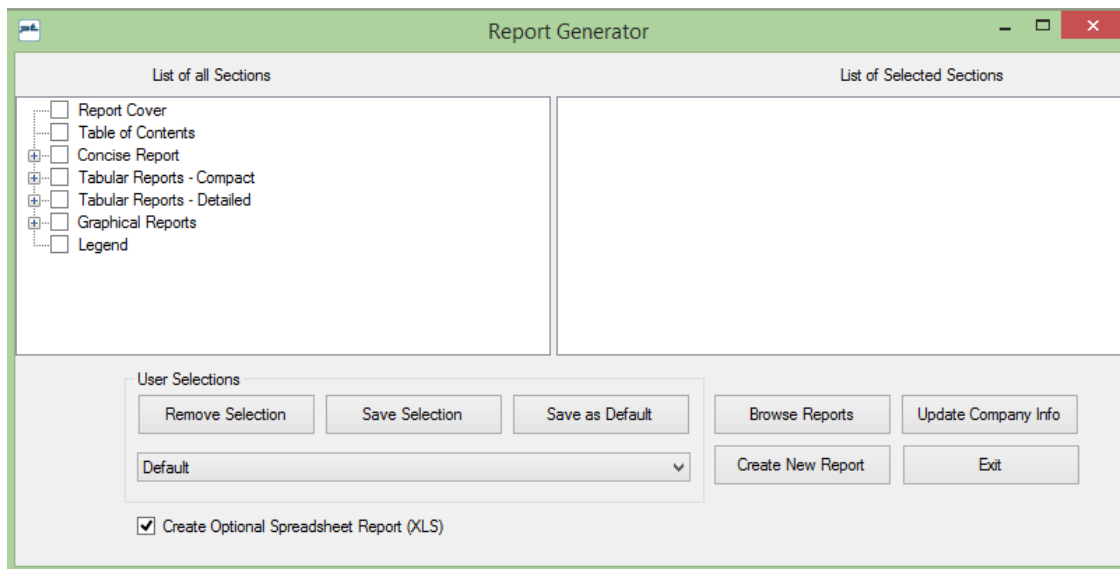 Report Generator
List of all Sections
List of Selected Sections
Report Cover
Table of Contents
Concise Report
Tabular Reports - Compact
Tabular Reports - Detailed
Graphical Reports
Legend
User Selections
Remove Selection
Save Selection
Save as Default
Browse Reports
Update Company Info
Default
Create New Report
Exit
Create Optional Spreadsheet Report (XLS)